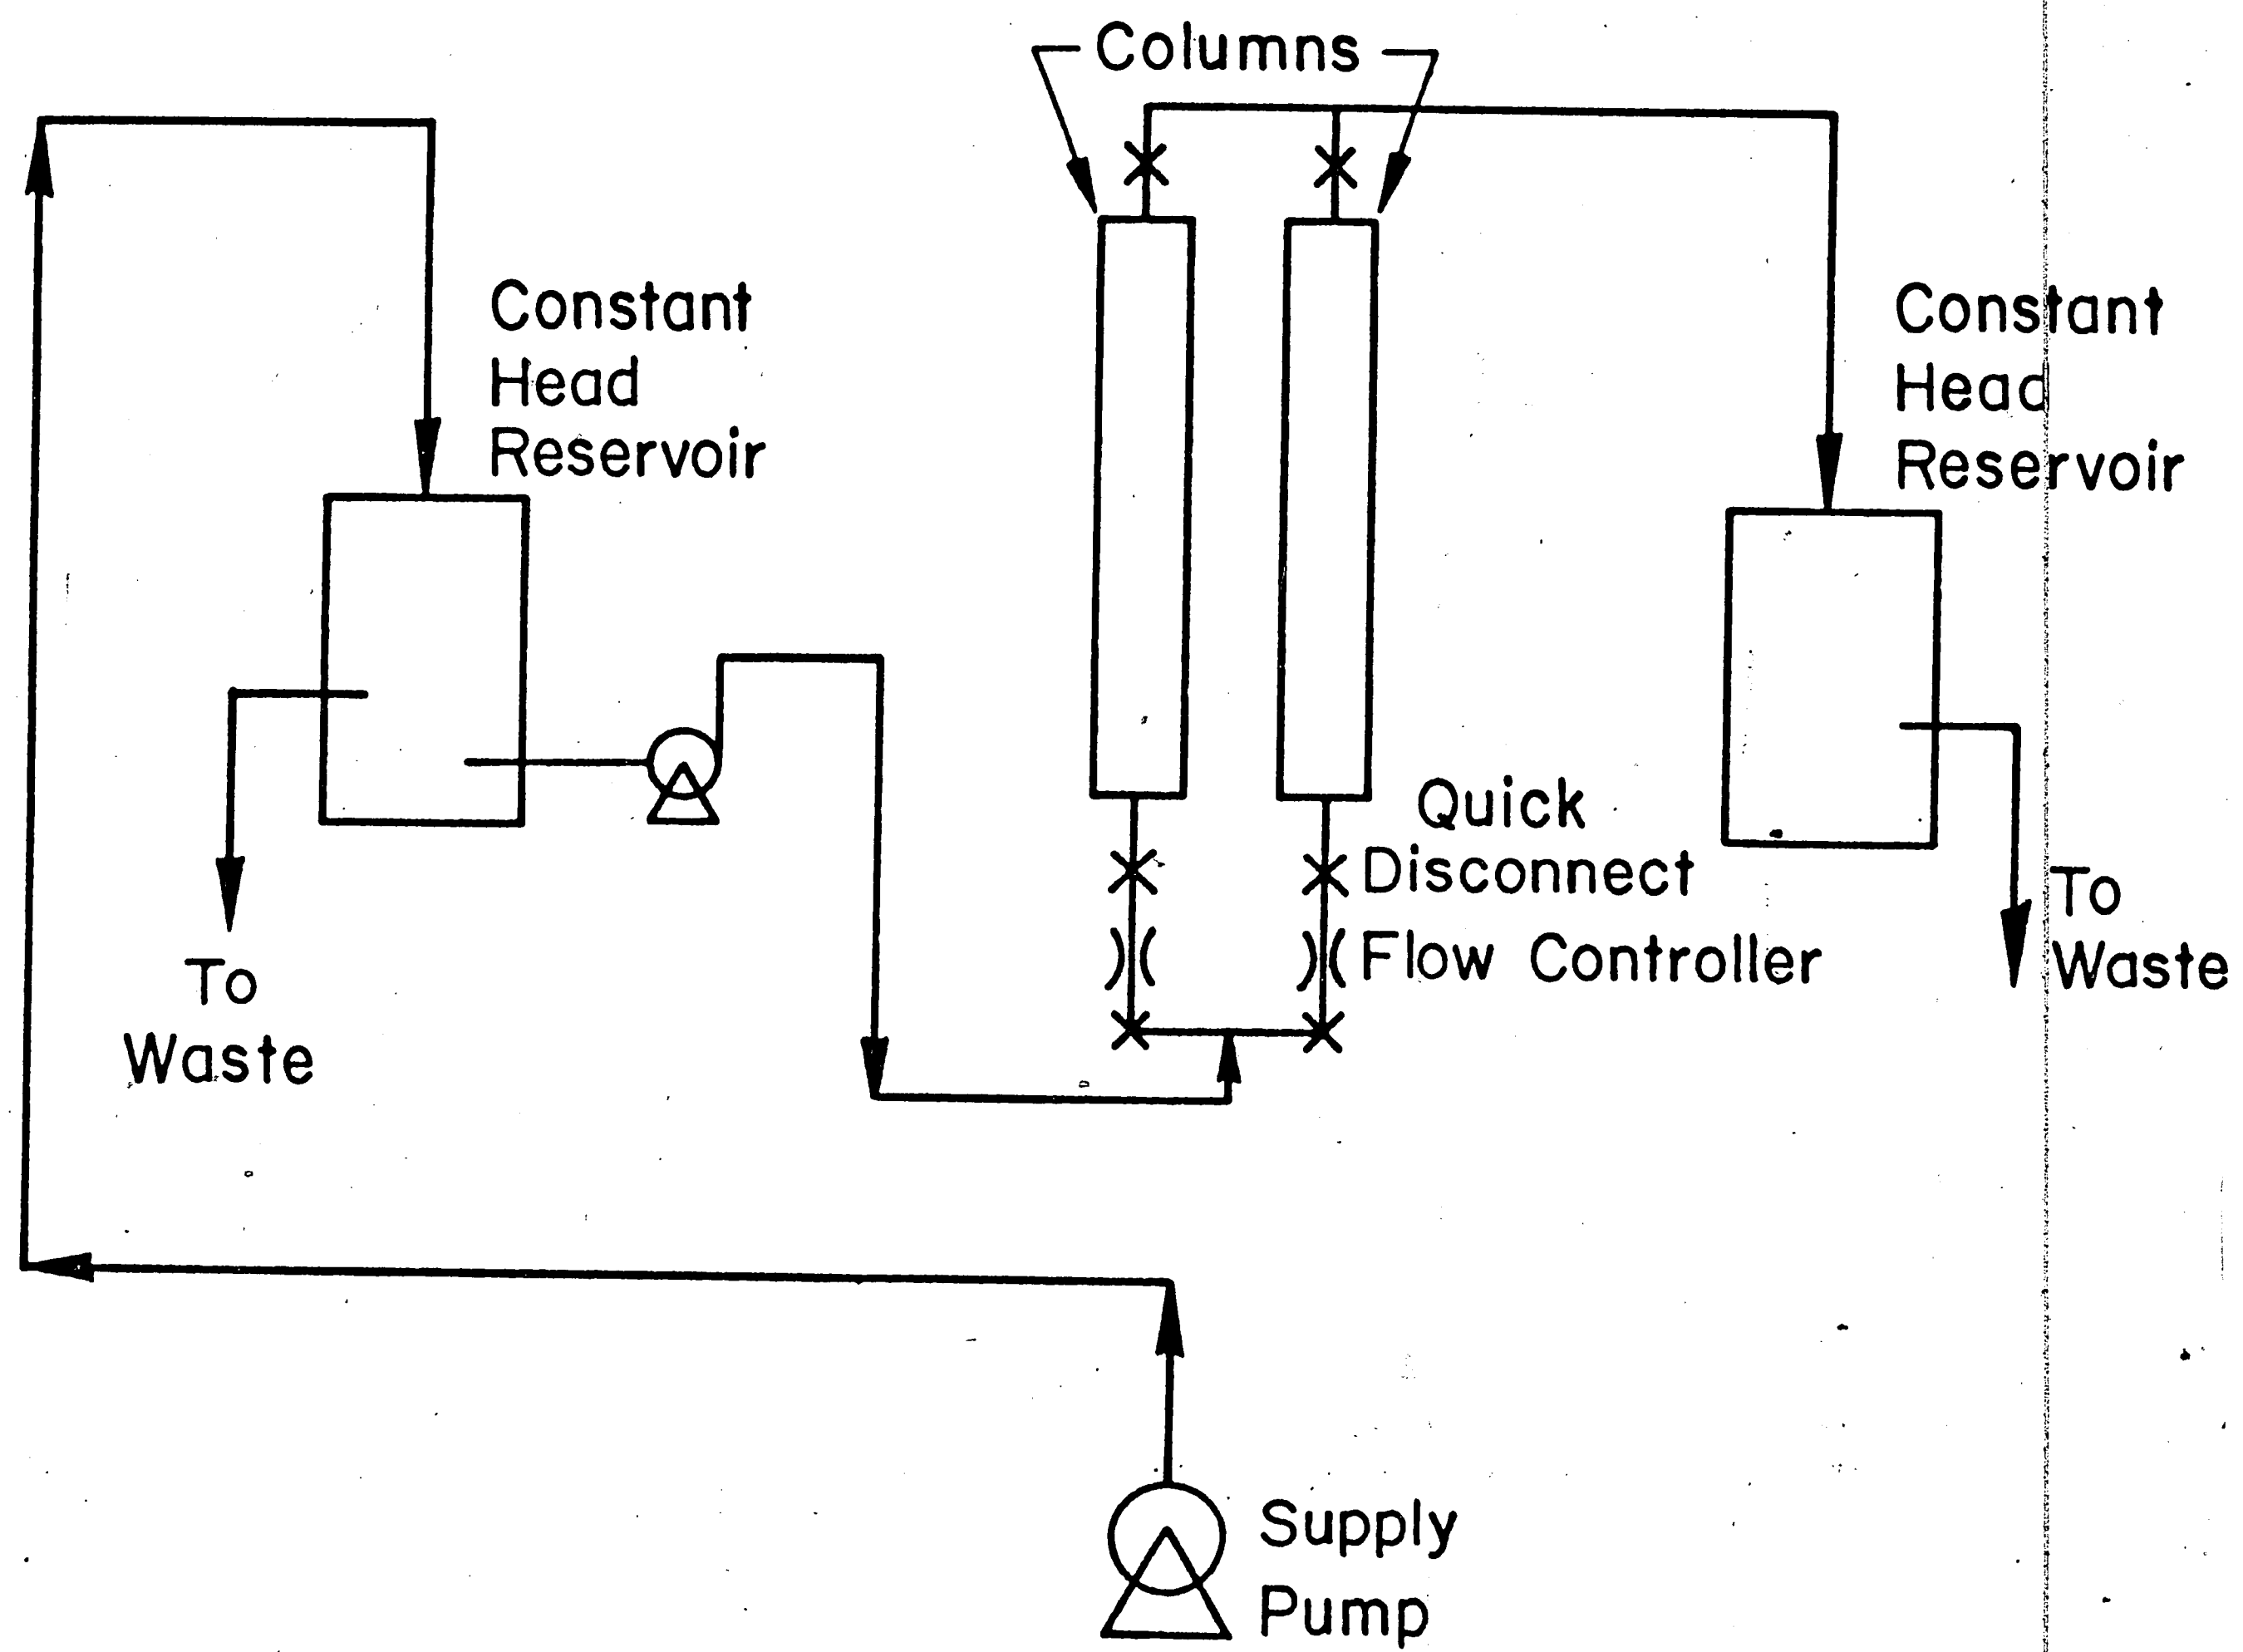 Columns
Constant
Head
Reservoir
Constant
Head
Reservoir
Quick
Disconnect
Flow Controller
To
Waste
To
Waste
Supply
Pump